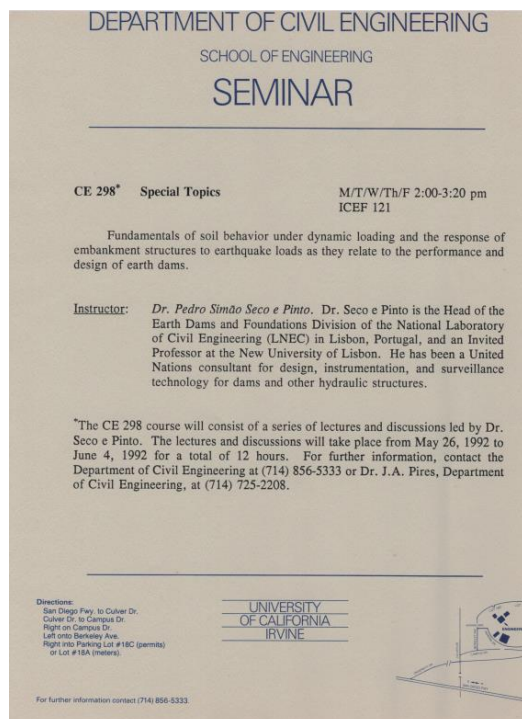 DEPARTMENT OF CIVIL ENGINEERING
SCHOOL OF ENGINEERING
SEMINAR
CE 298* Special Topics M/T/W/Th/F 2:00-3:20 pm
ICEF 121
Fundamentals of soil behavior under dynamic loading and the response of
embankment structures to earthquake loads as they relate to the performance and
design of earth dams.
Instructor: Dr. Pedro Simão Seco e Pinto. Dr. Seco e Pinto is the Head of the
Earth Dams and Foundations Division of the National Laboratory
of Civil Engineering (LNEC) in Lisbon, Portugal, and an Invited
Professor at the New University of Lisbon. He has been a United
Nations consultant for design, instrumentation, and surveillance
technology for dams and other hydraulic structures.
*The CE 298 course will consist of a series of lectures and discussions led by Dr.
Seco e Pinto. The lectures and discussions will take place from May 26, 1992 to
June 4, 1992 for a total of 12 hours. For further information, contact the
Department of Civil Engineering at (714) 856-5333 or Dr. J.A. Pires, Department
of Civil Engineering, at (714) 725-2208.
Directions:
San Diego Fwy. to Culver Dr.
Culver Dr. to Campus Dr.
Right on Campus Dr.
Left onto Berkeley Ave.
Right into Parking Lot #18C (permits)
or Lot #18A (meters).
UNIVERSITY
OF CALIFORNIA
IRVINE
For further information contact (714) 856-5333.